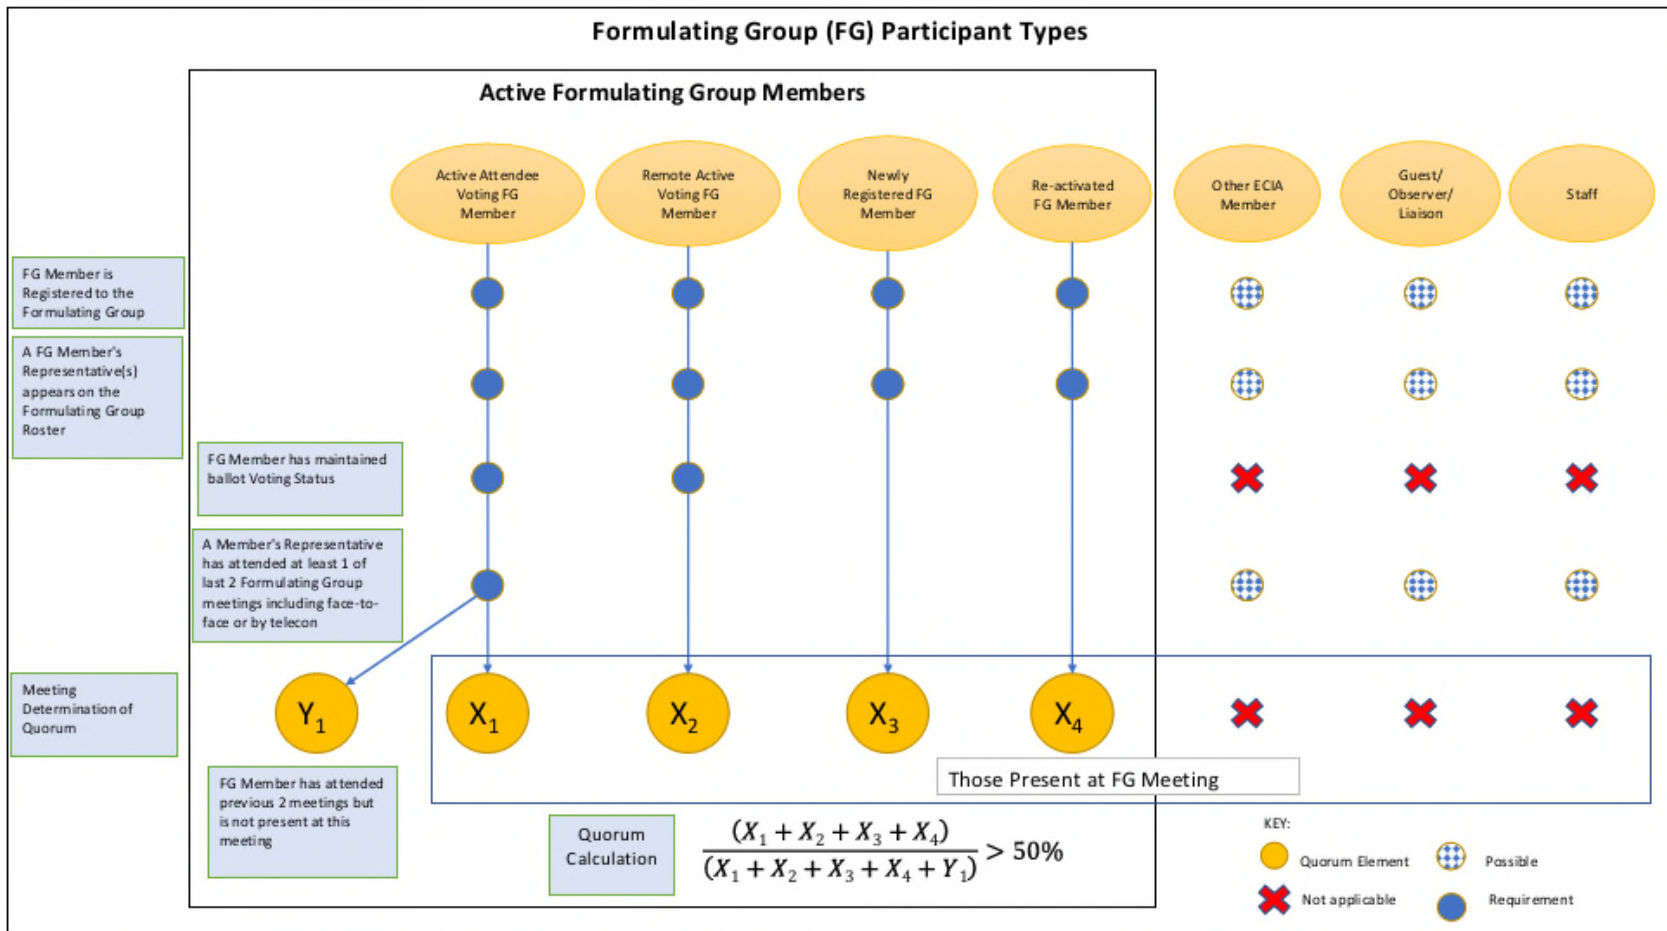 Formulating Group (FG) Participant Types
Active Formulating Group Members
Active Attendee
Voting FG
Member
Remote Active
Voting FG
Member
Newly
Registered FG
Member
Re-activated
FG Member
Other ECIA
Member
Guest/
Observer/
Liaison
Staff
FG Member is
Registered to the
Formulating Group
A FG Member's
Representative(s)
appears on the
Formulating Group
Roster
FG Member has maintained
ballot Voting Status
A Member's Representative
has attended at least 1 of
last 2 Formulating Group
meetings including face-to-
face or by telecon
Meeting
Determination of
Quorum
Y₁
X₁
X₂
X₃
X₄
Those Present at FG Meeting
FG Member has attended
previous 2 meetings but
is not present at this
meeting
Quorum
Calculation
(X₁ + X₂ + X₃ + X₄)
(X₁ + X₂ + X₃ + X₄ + Y₁)
> 50%
KEY:
Quorum Element
Possible
Not applicable
Requirement